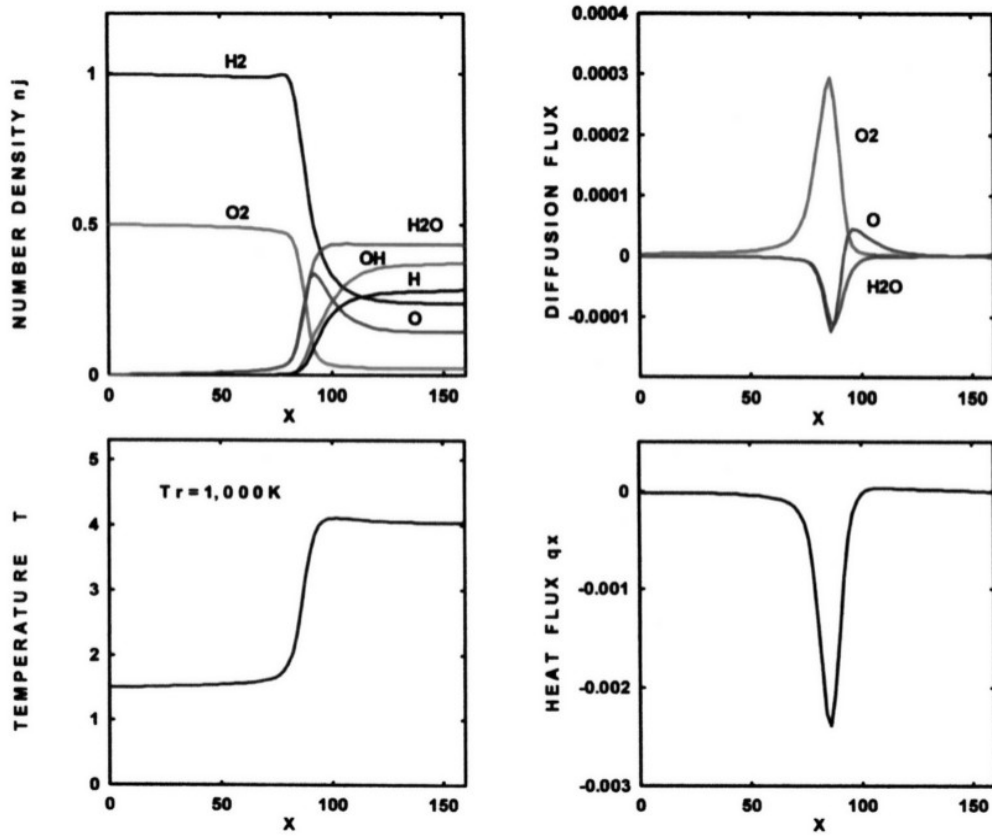 NUMBER DENSITY nj
1
0.5
0
H2
O2
H2O
OH
H
O
0 50 100 150
X
DIFFUSION FLUX
0.0004
0.0003
0.0002
0.0001
0
-0.0001
O2
O
H2O
0 50 100 150
X
TEMPERATURE T
5
4
3
2
1
0
Tr=1,000K
0 50 100 150
X
HEAT FLUX qx
0
-0.001
-0.002
-0.003
0 50 100 150
X